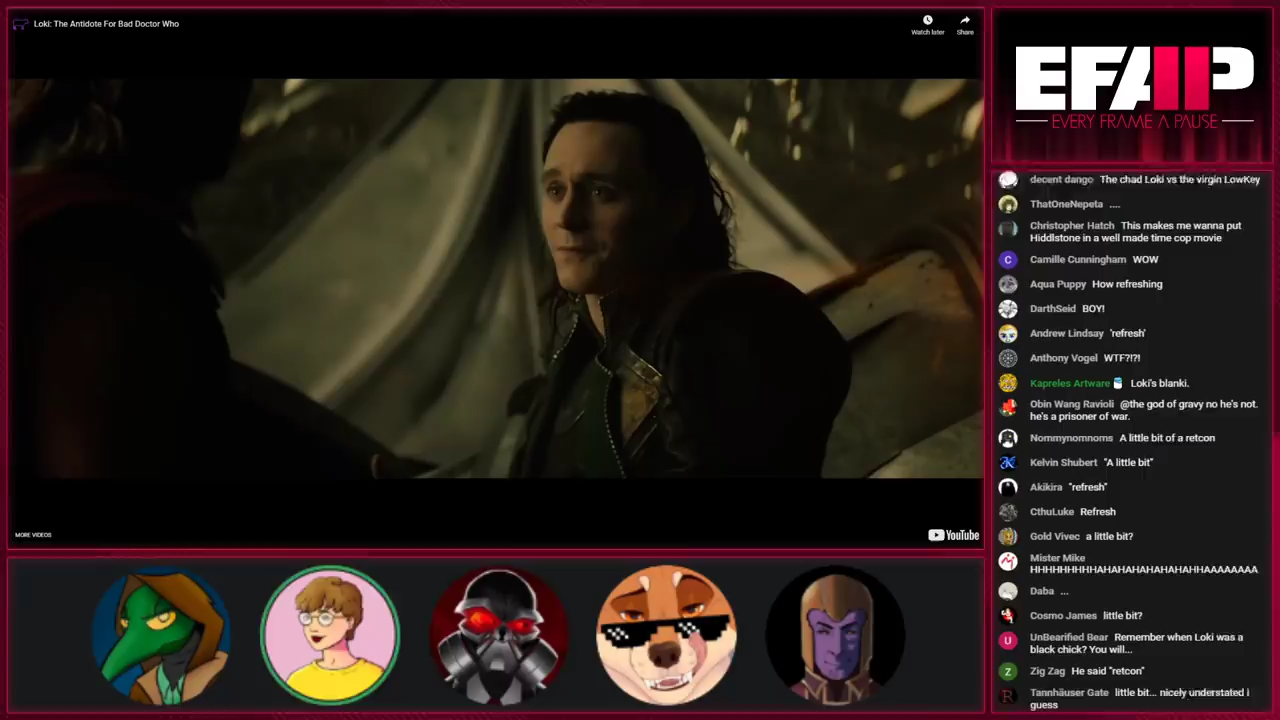 Loki: The Antidote For Bad Doctor Who
Watch later
Share
MORE VIDEOS
YouTube
EFAP
EVERY FRAME A PAUSE
decent dango The chad Loki vs the virgin LowKey
ThatOneNepeta ....
Christopher Hatch This makes me wanna put
Hiddlstone in a well made time cop movie
C
Camille Cunningham WOW
Aqua Puppy How refreshing
DarthSeid BOY!
Andrew Lindsay 'refresh'
Anthony Vogel WTF?!?!
Kapreles Artware Loki's blanki.
Obin Wang Ravioli @the god of gravy no he's not.
he's a prisoner of war.
Nommynomnoms A little bit of a retcon
Kelvin Shubert "A little bit"
Akikira "refresh"
CthuLuke Refresh
Gold Vivec a little bit?
Mister Mike
HHHHHHHHHAHAHAHAHAHAHHAAAAAAAA
Daba ...
Cosmo James little bit?
U
UnBearified Bear Remember when Loki was a
black chick? You will...
Z
Zig Zag He said "retcon"
R
Tannhäuser Gate little bit... nicely understated i
guess